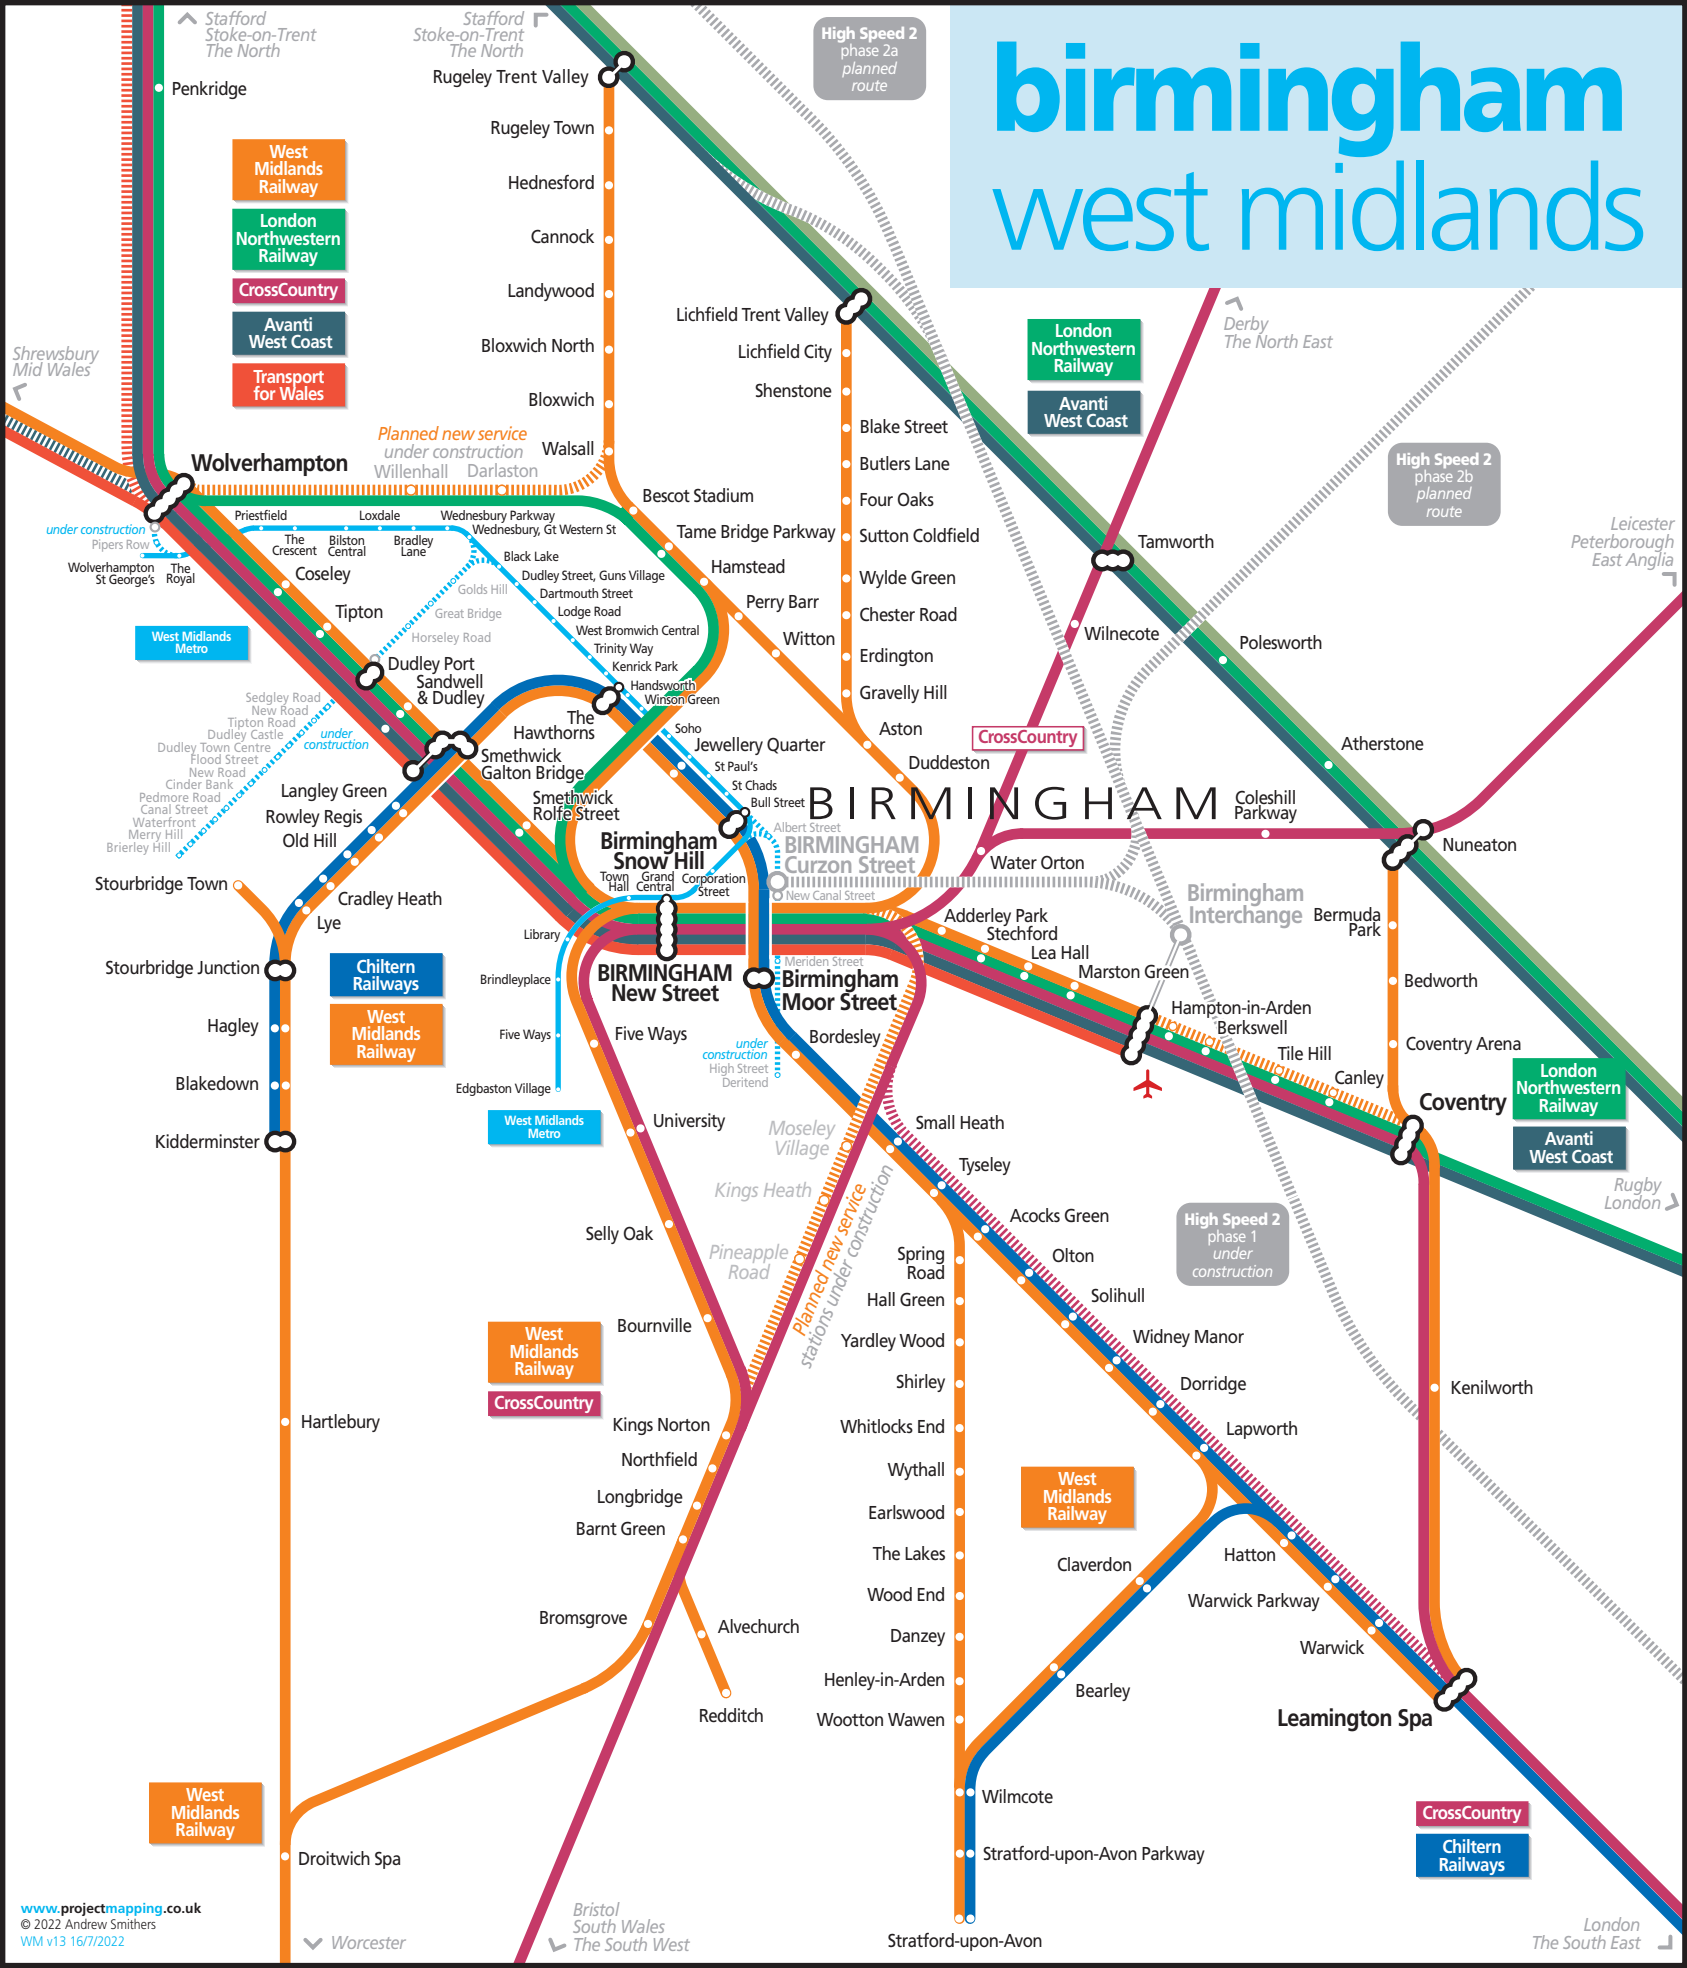 birmingham
west midlands
Stafford
Stoke-on-Trent
The North
Stafford
Stoke-on-Trent
The North
High Speed 2
phase 2a
planned
route
Penkridge
Rugeley Trent Valley
Rugeley Town
Hednesford
Cannock
Landywood
Bloxwich North
Bloxwich
Walsall
West
Midlands
Railway
London
Northwestern
Railway
CrossCountry
Avanti
West Coast
Transport
for Wales
Shrewsbury
Mid Wales
Planned new service
under construction
Willenhall
Darlaston
Wolverhampton
Lichfield Trent Valley
Lichfield City
Shenstone
Blake Street
Butlers Lane
Four Oaks
Sutton Coldfield
Wylde Green
Chester Road
Erdington
Gravelly Hill
Aston
Duddeston
London
Northwestern
Railway
Avanti
West Coast
Derby
The North East
High Speed 2
phase 2b
planned
route
Leicester
Peterborough
East Anglia
Tamworth
Wilnecote
Polesworth
Atherstone
Bescot Stadium
Tame Bridge Parkway
Hamstead
Perry Barr
Witton
under construction
Pipers Row
Wolverhampton
St George's
The
Royal
Priestfield
The
Crescent
Bilston
Central
Loxdale
Bradley
Lane
Wednesbury Parkway
Wednesbury, Gt Western St
Black Lake
Dudley Street, Guns Village
Dartmouth Street
Lodge Road
West Bromwich Central
Trinity Way
Kenrick Park
Handsworth
Winson Green
Soho
Jewellery Quarter
St Paul's
St Chads
Bull Street
Golds Hill
Great Bridge
Horseley Road
Coseley
Tipton
Dudley Port
Sandwell
& Dudley
West Midlands
Metro
Sedgley Road
New Road
Tipton Road
Dudley Castle
Dudley Town Centre
Flood Street
New Road
Cinder Bank
Pedmore Road
Canal Street
Waterfront
Merry Hill
Brierley Hill
under
construction
The
Hawthorns
Smethwick
Galton Bridge
Smethwick
Rolfe Street
Langley Green
Rowley Regis
Old Hill
Cradley Heath
Lye
Stourbridge Town
Stourbridge Junction
Hagley
Blakedown
Kidderminster
Hartlebury
Droitwich Spa
Worcester
Chiltern
Railways
West
Midlands
Railway
BIRMINGHAM
CrossCountry
Coleshill
Parkway
Water Orton
Nuneaton
Birmingham
Snow Hill
Albert Street
BIRMINGHAM
Curzon Street
New Canal Street
Town
Hall
Grand
Central
Corporation
Street
Library
Brindleyplace
Five Ways
Edgbaston Village
West Midlands
Metro
BIRMINGHAM
New Street
Birmingham
Moor Street
Meriden Street
under
construction
High Street
Deritend
Bordesley
Birmingham
Interchange
Adderley Park
Stechford
Lea Hall
Marston Green
Hampton-in-Arden
Berkswell
Tile Hill
Canley
Coventry
Bermuda
Park
Bedworth
Coventry Arena
London
Northwestern
Railway
Avanti
West Coast
Rugby
London
Five Ways
University
Selly Oak
Bournville
Kings Norton
Northfield
Longbridge
Barnt Green
Bromsgrove
Alvechurch
Redditch
West
Midlands
Railway
CrossCountry
Moseley
Village
Kings Heath
Pineapple
Road
Planned new service
stations under construction
Small Heath
Tyseley
Acocks Green
Olton
Solihull
Widney Manor
Dorridge
Lapworth
Hatton
Warwick Parkway
Warwick
Leamington Spa
Kenilworth
High Speed 2
phase 1
under
construction
Spring
Road
Hall Green
Yardley Wood
Shirley
Whitlocks End
Wythall
Earlswood
The Lakes
Wood End
Danzey
Henley-in-Arden
Wootton Wawen
West
Midlands
Railway
Claverdon
Bearley
Wilmcote
Stratford-upon-Avon Parkway
Stratford-upon-Avon
CrossCountry
Chiltern
Railways
London
The South East
Bristol
South Wales
The South West
West
Midlands
Railway
www.projectmapping.co.uk
© 2022 Andrew Smithers
WM v13 16/7/2022